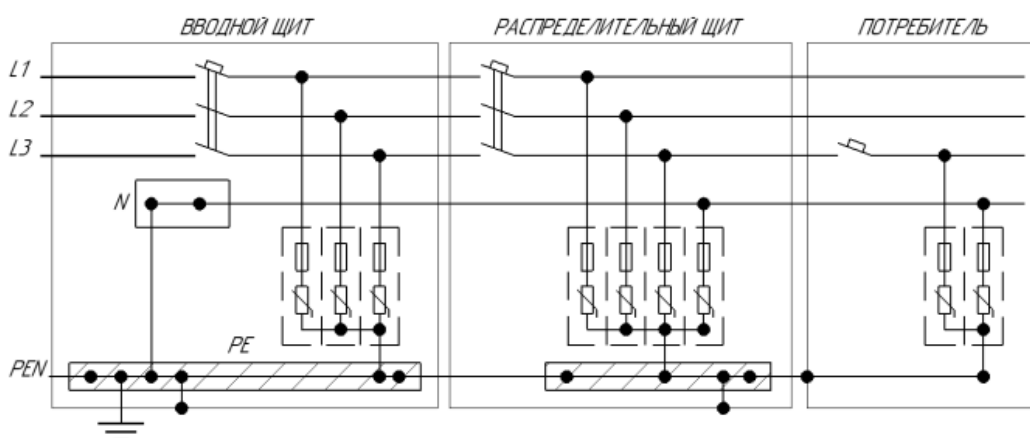 ВВОДНОЙ ЩИТ
РАСПРЕДЕЛИТЕЛЬНЫЙ ЩИТ
ПОТРЕБИТЕЛЬ
L1
L2
L3
N
PE
PEN